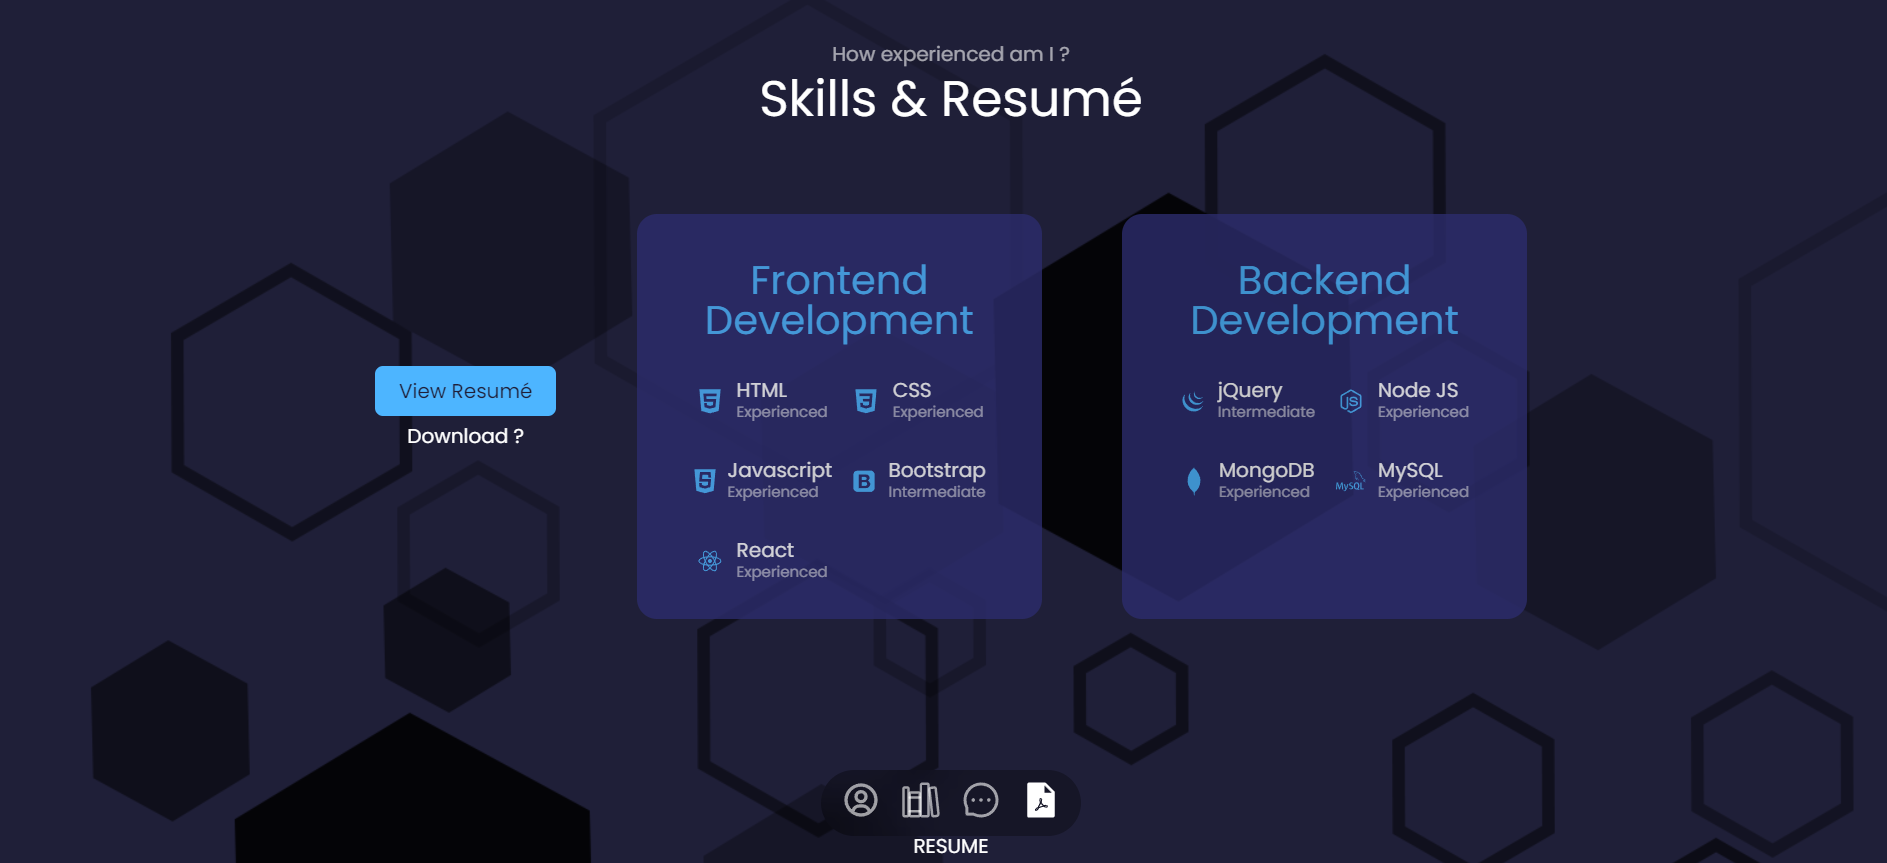 How experienced am I ?
Skills & Resumé
View Resumé
Download ?
Frontend
Development
HTML
Experienced
CSS
Experienced
Javascript
Experienced
Bootstrap
Intermediate
React
Experienced
Backend
Development
jQuery
Intermediate
Node JS
Experienced
MongoDB
Experienced
MySQL
MySQL
Experienced
RESUME